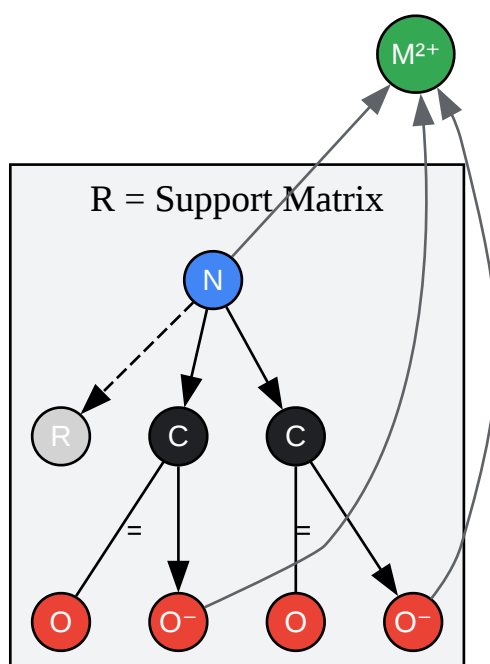 M²⁺
R = Support Matrix
N
R
C
C
=
=
O
O⁻
O
O⁻